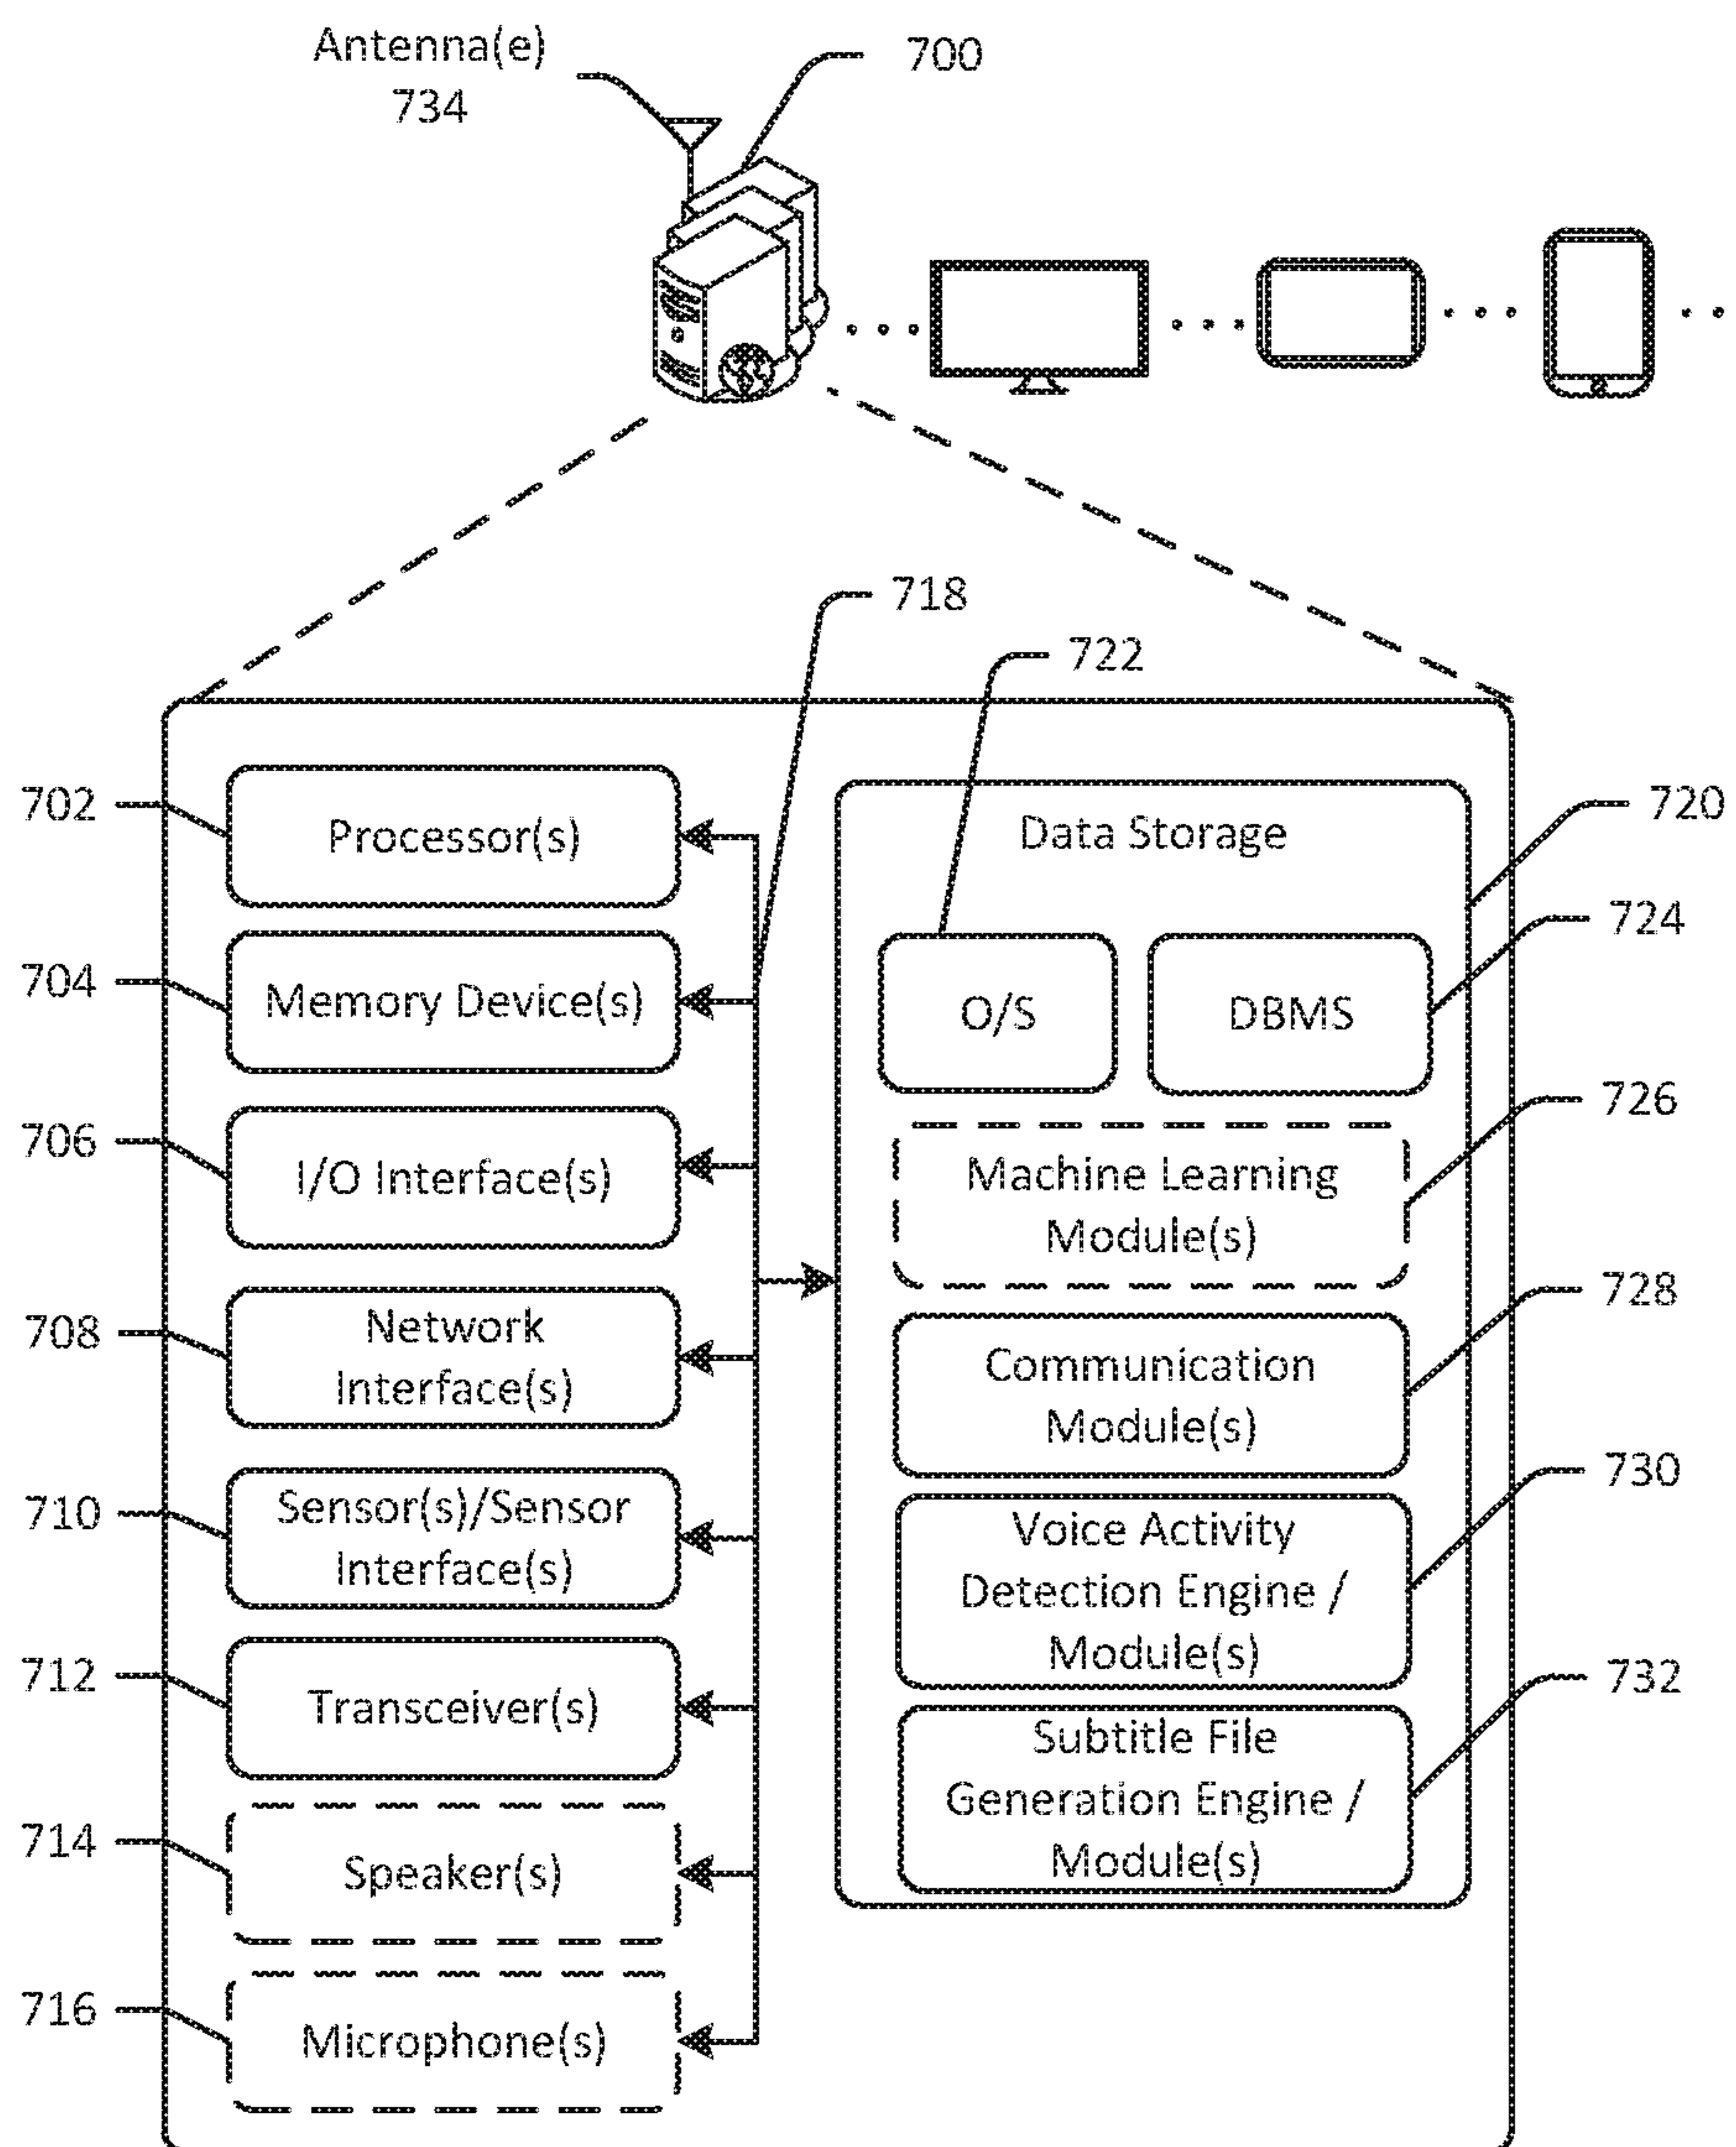 Antenna(e)
734
700
718
722
702
Processor(s)
Data Storage
720
724
704
Memory Device(s)
O/S
DBMS
726
706
I/O Interface(s)
Machine Learning
Module(s)
728
708
Network
Interface(s)
Communication
Module(s)
730
710
Sensor(s)/Sensor
Interface(s)
Voice Activity
Detection Engine /
Module(s)
732
712
Transceiver(s)
Subtitle File
Generation Engine /
Module(s)
714
Speaker(s)
716
Microphone(s)